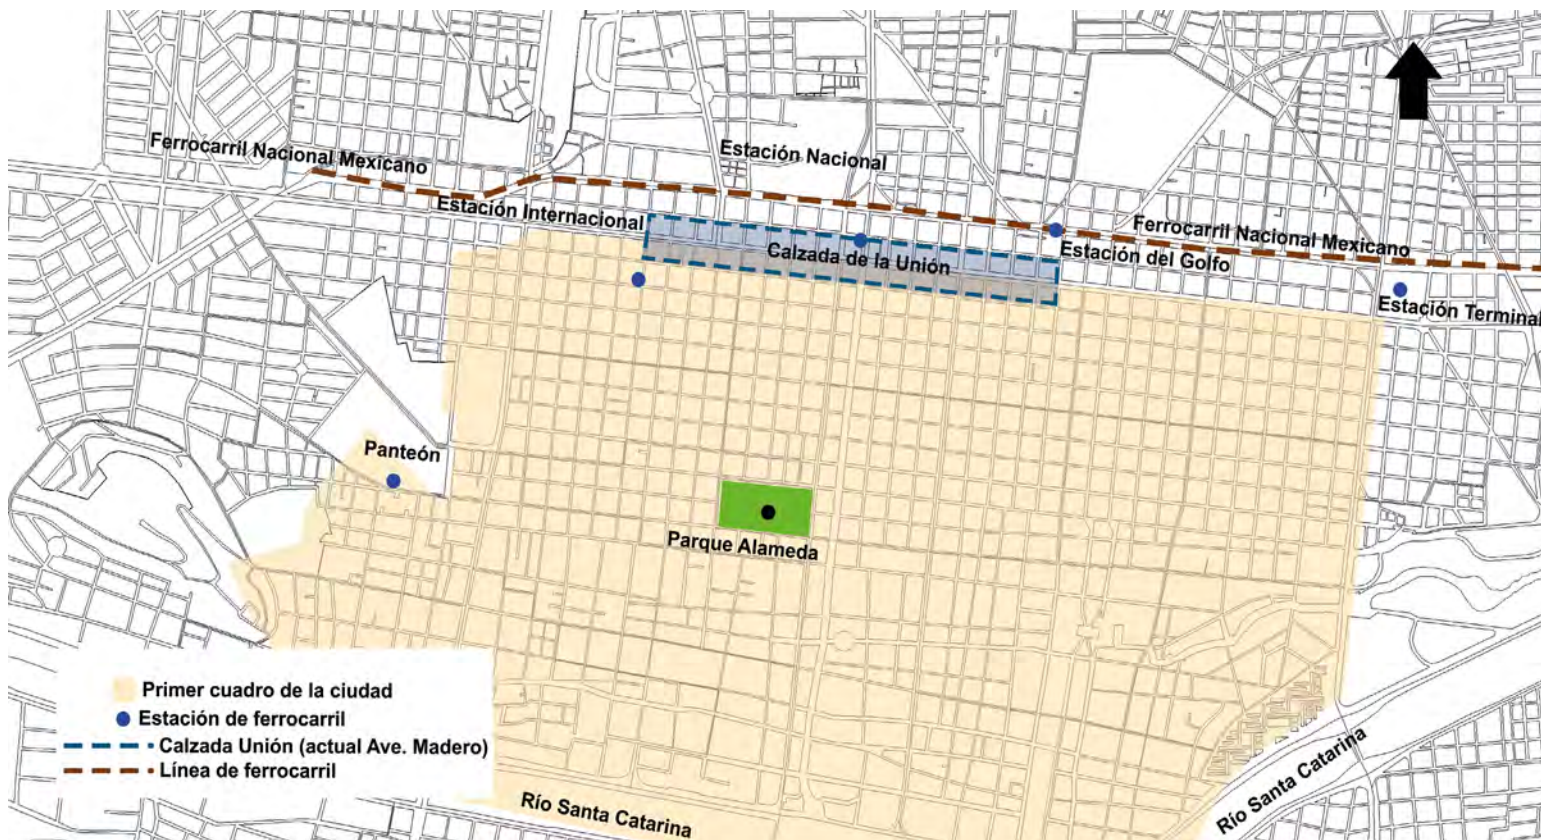 Ferrocarril Nacional Mexicano
Estación Nacional
Estación Internacional
Calzada de la Unión
Ferrocarril Nacional Mexicano
Estación del Golfo
Estación Terminal
Panteón
Parque Alameda
Primer cuadro de la ciudad
Estación de ferrocarril
Calzada Unión (actual Ave. Madero)
Línea de ferrocarril
Río Santa Catarina
Río Santa Catarina